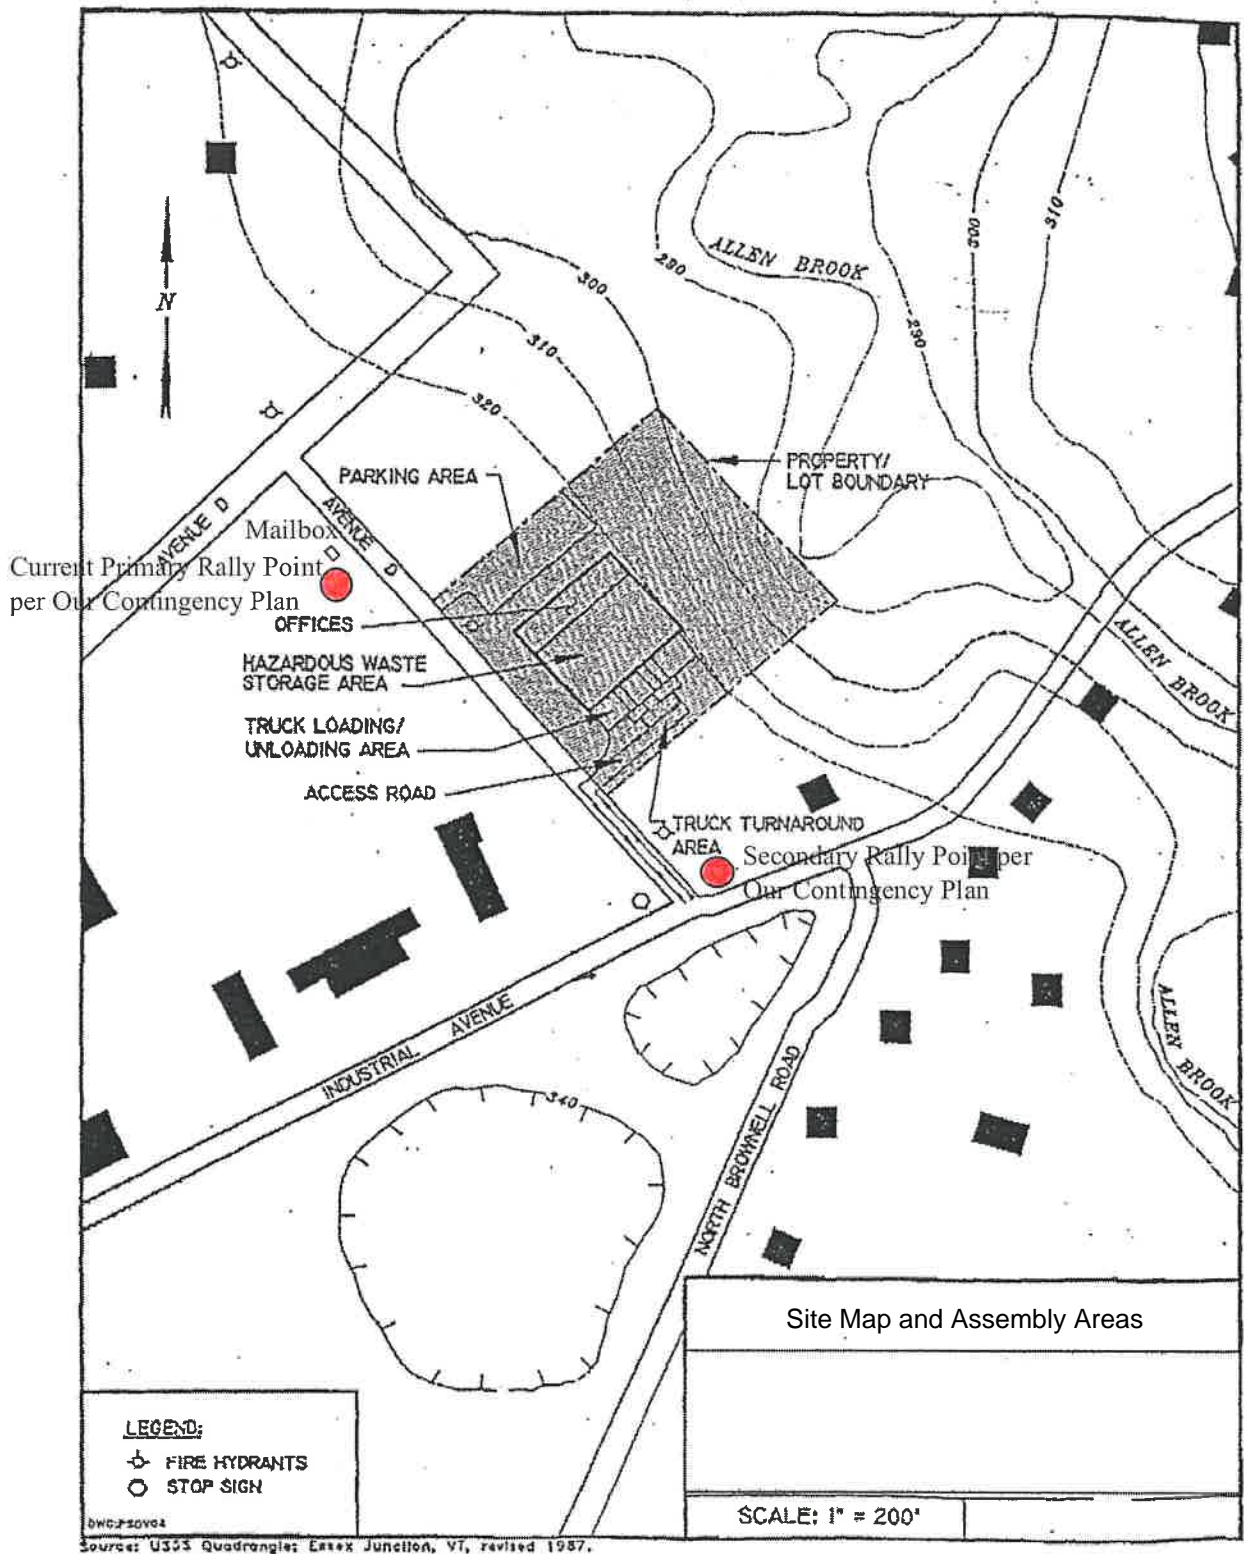 N
ALLEN BROOK
280
300
290
300
310
310
320
PROPERTY/
LOT BOUNDARY
PARKING AREA
AVENUE D
AVENUE D
Mailbox
Current Primary Rally Point
per Our Contingency Plan
OFFICES
HAZARDOUS WASTE
STORAGE AREA
TRUCK LOADING/
UNLOADING AREA
ACCESS ROAD
ALLEN BROOK
TRUCK TURNAROUND
AREA
Secondary Rally Point per
Our Contingency Plan
INDUSTRIAL AVENUE
340
NORTH BROWNELL ROAD
ALLEN BROOK
Site Map and Assembly Areas
LEGEND:
FIRE HYDRANTS
STOP SIGN
SCALE: 1" = 200'
Source: USGS Quadrangle: Essex Junction, VT, revised 1987.